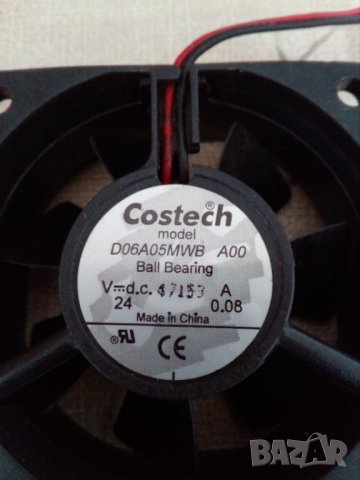 Costech®
model
D06A05MWB A00
Ball Bearing
V⎓d.c. 47153 A
24 0.08
Made in China
CE
BAZAR